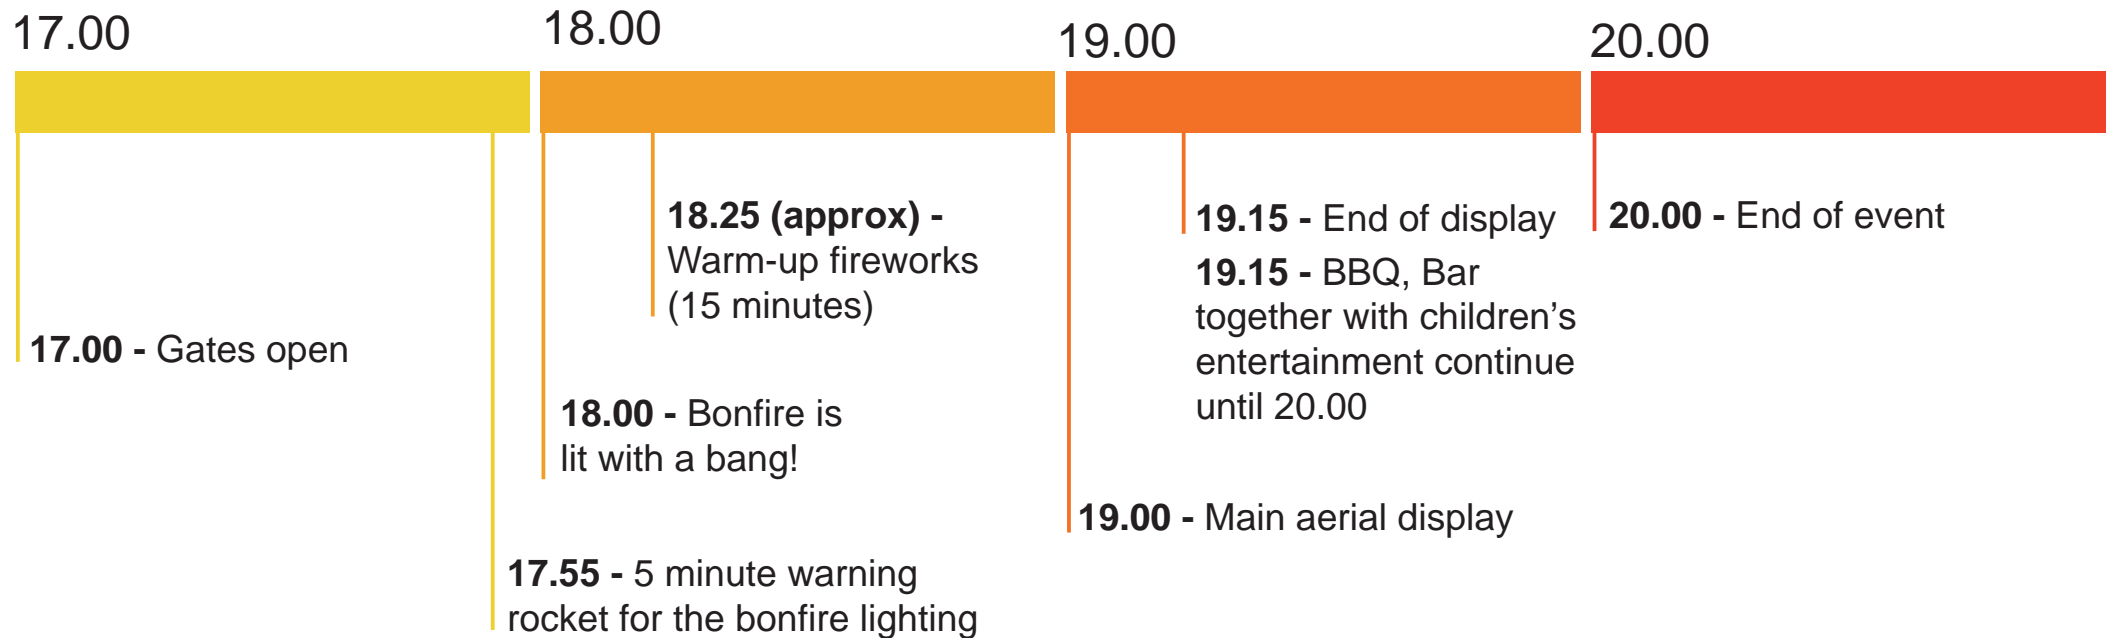 17.00
18.00
19.00
20.00
17.00 - Gates open
17.55 - 5 minute warning
rocket for the bonfire lighting
18.00 - Bonfire is
lit with a bang!
18.25 (approx) -
Warm-up fireworks
(15 minutes)
19.00 - Main aerial display
19.15 - End of display
19.15 - BBQ, Bar
together with children’s
entertainment continue
until 20.00
20.00 - End of event